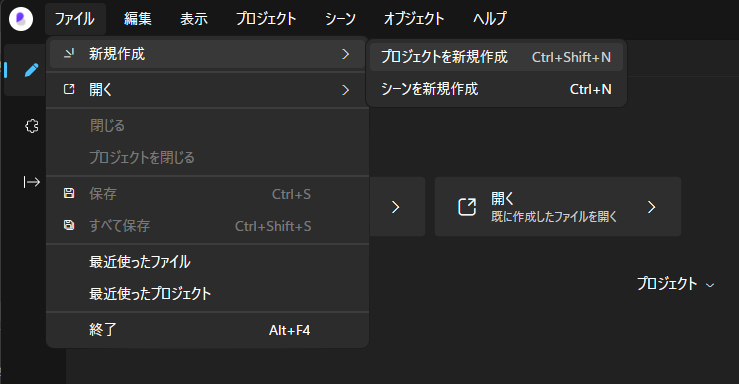 ファイル 編集 表示 プロジェクト シーン オブジェクト ヘルプ
新規作成
プロジェクトを新規作成 Ctrl+Shift+N
シーンを新規作成 Ctrl+N
開く
閉じる
プロジェクトを閉じる
保存 Ctrl+S
すべて保存 Ctrl+Shift+S
開く
既に作成したファイルを開く
最近使ったファイル
最近使ったプロジェクト
プロジェクト
終了 Alt+F4